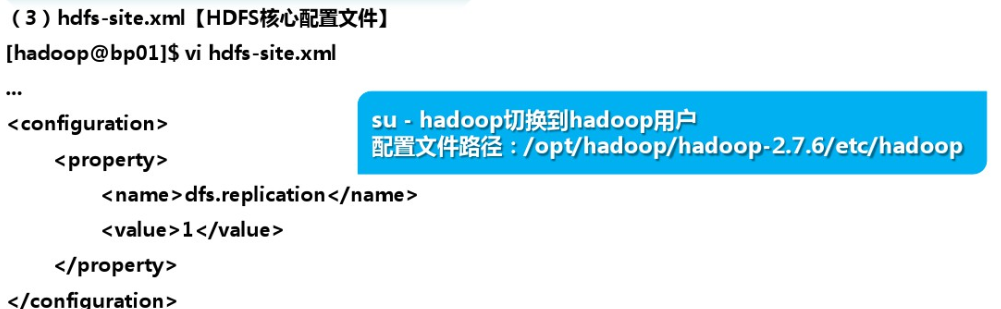 （3）hdfs-site.xml【HDFS核心配置文件】
[hadoop@bp01]$ vi hdfs-site.xml
...
<configuration>
su - hadoop切换到hadoop用户
配置文件路径：/opt/hadoop/hadoop-2.7.6/etc/hadoop
<property>
<name>dfs.replication</name>
<value>1</value>
</property>
</configuration>